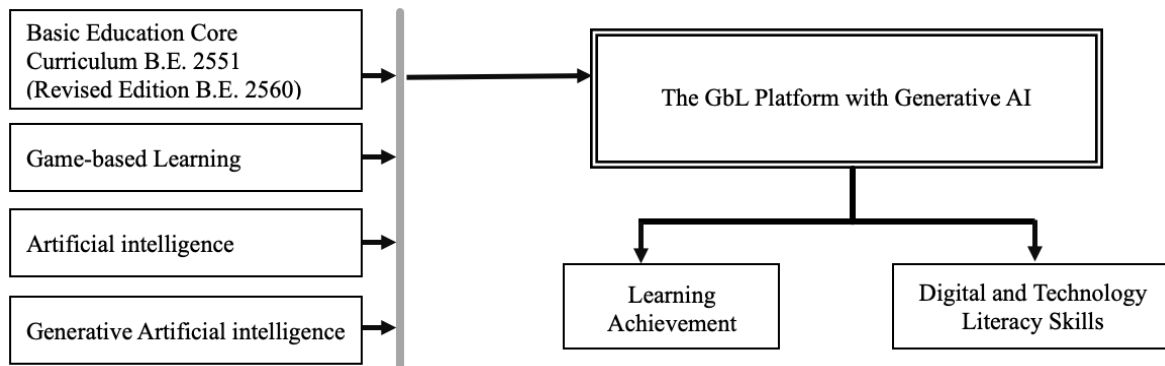 Basic Education Core
Curriculum B.E. 2551
(Revised Edition B.E. 2560)
Game-based Learning
Artificial intelligence
Generative Artificial intelligence
The GbL Platform with Generative AI
Learning
Achievement
Digital and Technology
Literacy Skills